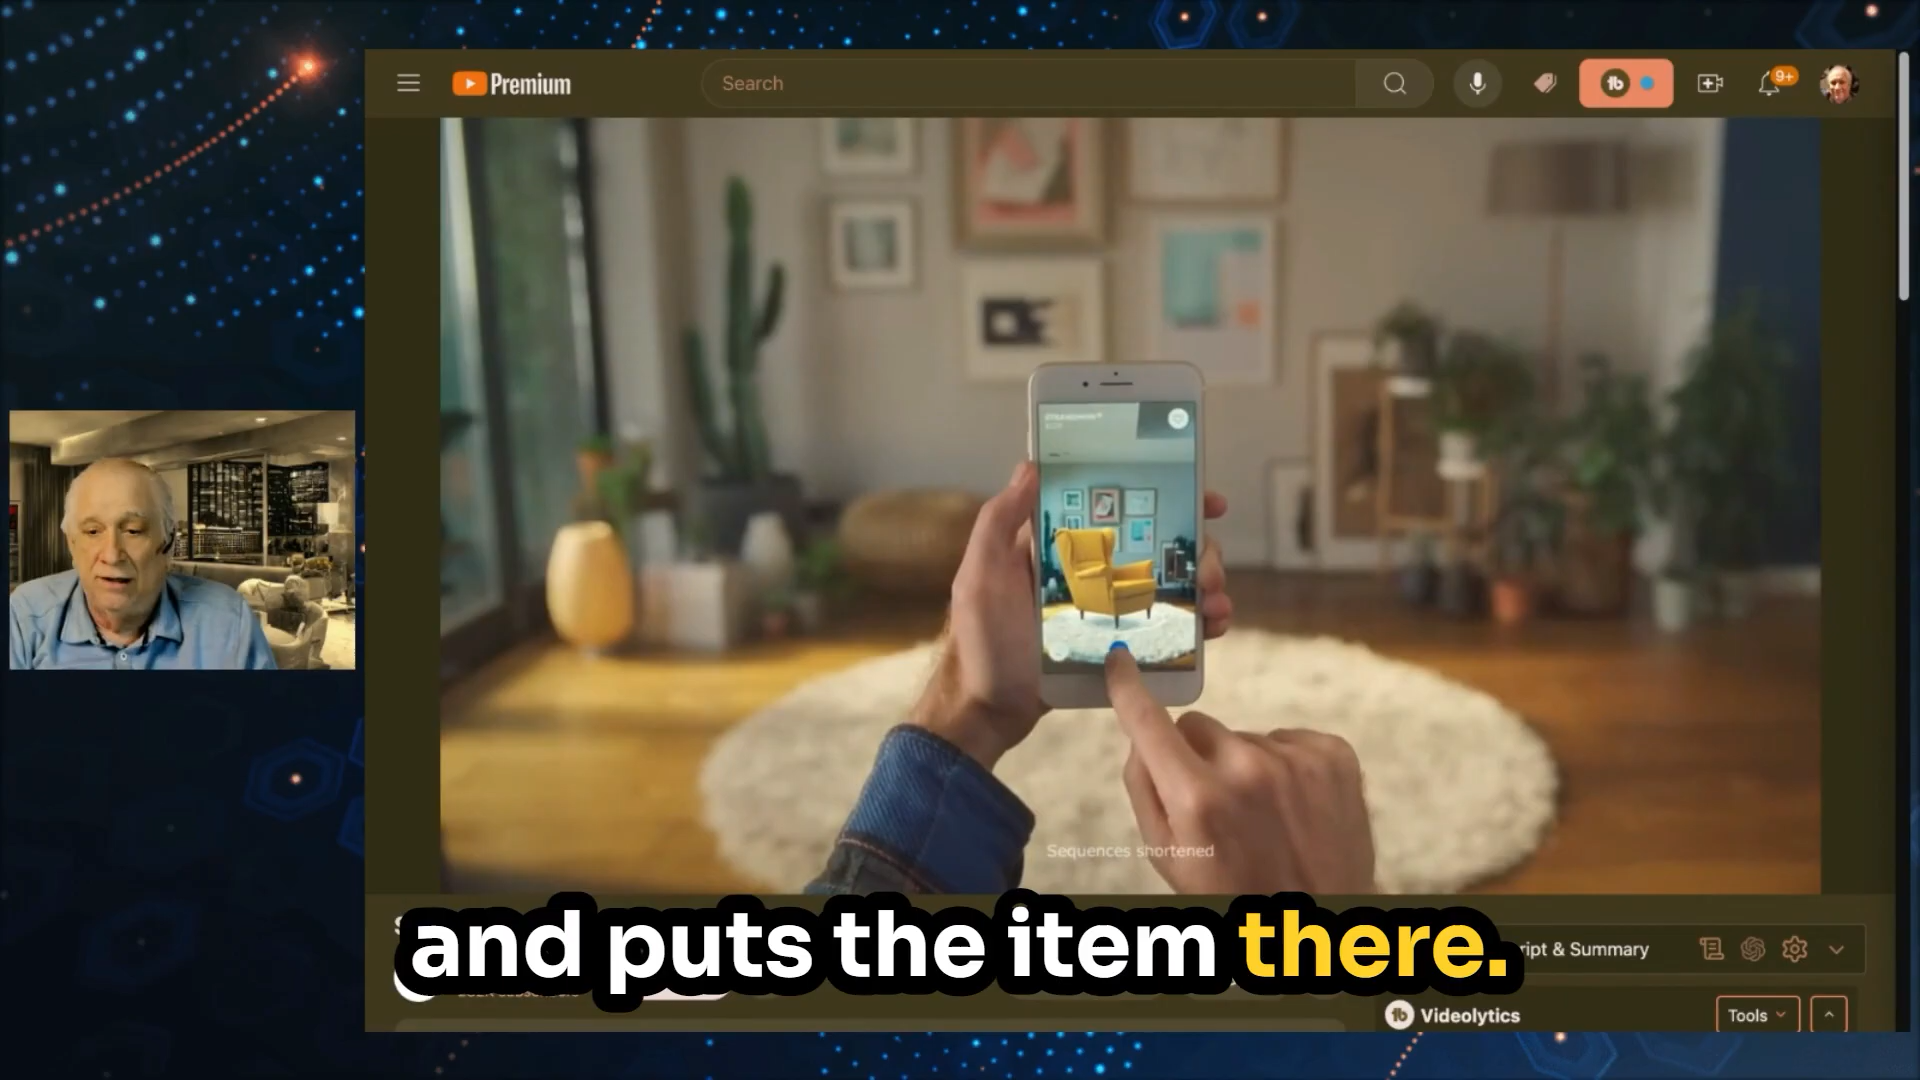 Premium
Search
9+
Sequences shortened
and puts the item there.
ript & Summary
Videolytics
Tools